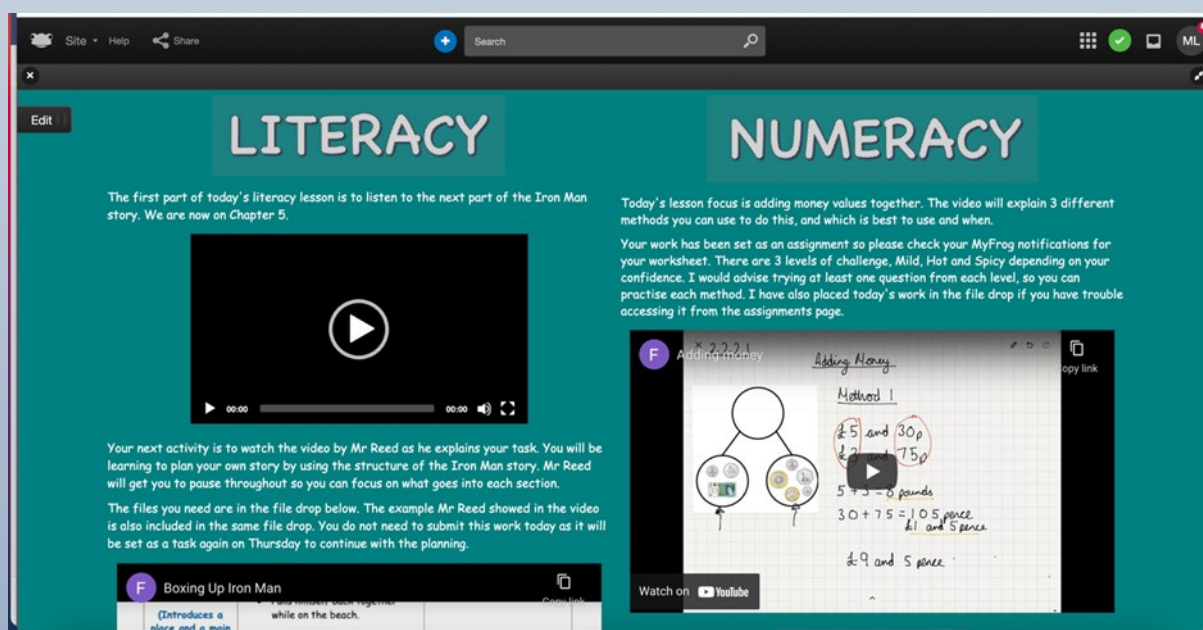 Site
Help
Share
Search
ML
Edit
LITERACY
The first part of today's literacy lesson is to listen to the next part of the Iron Man
story. We are now on Chapter 5.
00:00
00:00
Your next activity is to watch the video by Mr Reed as he explains your task. You will be
learning to plan your own story by using the structure of the Iron Man story. Mr Reed
will get you to pause throughout so you can focus on what goes into each section.
The files you need are in the file drop below. The example Mr Reed showed in the video
is also included in the same file drop. You do not need to submit this work today as it will
be set as a task again on Thursday to continue with the planning.
F
Boxing Up Iron Man
Copy link
(Introduces a
place and a main
together
while on the beach.
NUMERACY
Today's lesson focus is adding money values together. The video will explain 3 different
methods you can use to do this, and which is best to use and when.
Your work has been set as an assignment so please check your MyFrog notifications for
your worksheet. There are 3 levels of challenge, Mild, Hot and Spicy depending on your
confidence. I would advise trying at least one question from each level, so you can
practise each method. I have also placed today's work in the file drop if you have trouble
accessing it from the assignments page.
F
Adding money
opy link
Adding Money
Method 1
£5 and 30p
£3 and 75p
5 + 3 = 8 pounds
30 + 75 = 105 pence
£1 and 5 pence
£9 and 5 pence
Watch on YouTube